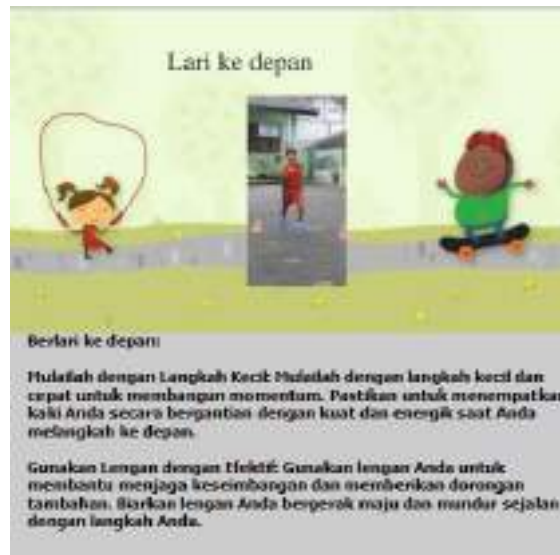 Lari ke depan
Berlari ke depan:
Mulailah dengan Langkah Kecil: Mulailah dengan langkah kecil dan
cepat untuk membangun momentum. Pastikan untuk menempatkan
kaki Anda secara bergantian dengan kuat dan energik saat Anda
melangkah ke depan.
Gunakan Lengan dengan Efektif: Gunakan lengan Anda untuk
membantu menjaga keseimbangan dan memberikan dorongan
tambahan. Biarkan lengan Anda bergerak maju dan mundur sejalan
dengan langkah Anda.